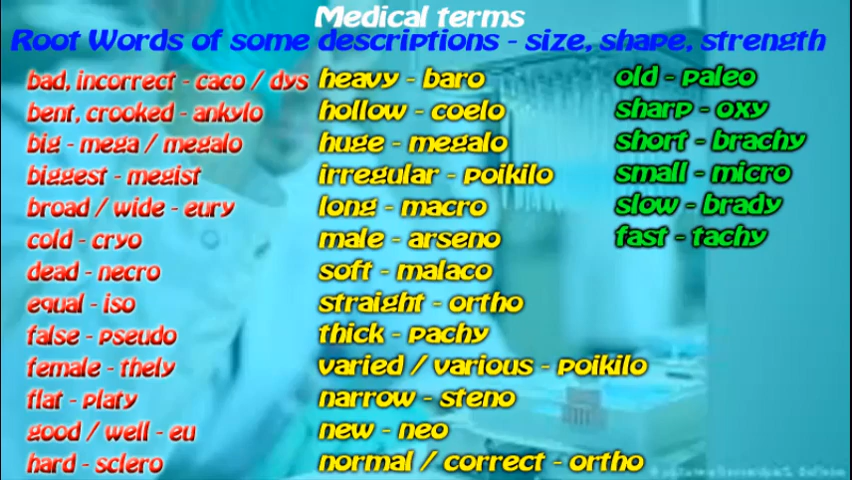 Medical terms
Root Words of some descriptions - size, shape, strength
bad, incorrect - caco / dys
bent, crooked - ankylo
big - mega / megalo
biggest - megist
broad / wide - eury
cold - cryo
dead - necro
equal - iso
false - pseudo
female - thely
flat - platy
good / well - eu
hard - sclero
heavy - baro
hollow - coelo
huge - megalo
irregular - poikilo
long - macro
male - arseno
soft - malaco
straight - ortho
thick - pachy
varied / various - poikilo
narrow - steno
new - neo
normal / correct - ortho
old - paleo
sharp - oxy
short - brachy
small - micro
slow - brady
fast - tachy